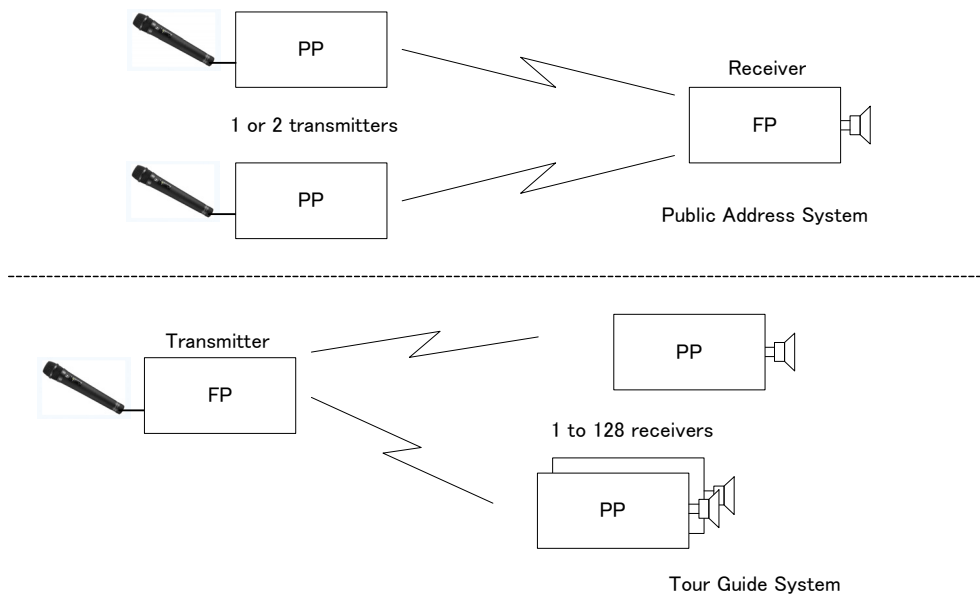 PP
Receiver
FP
1 or 2 transmitters
PP
Public Address System
Transmitter
FP
PP
1 to 128 receivers
PP
Tour Guide System